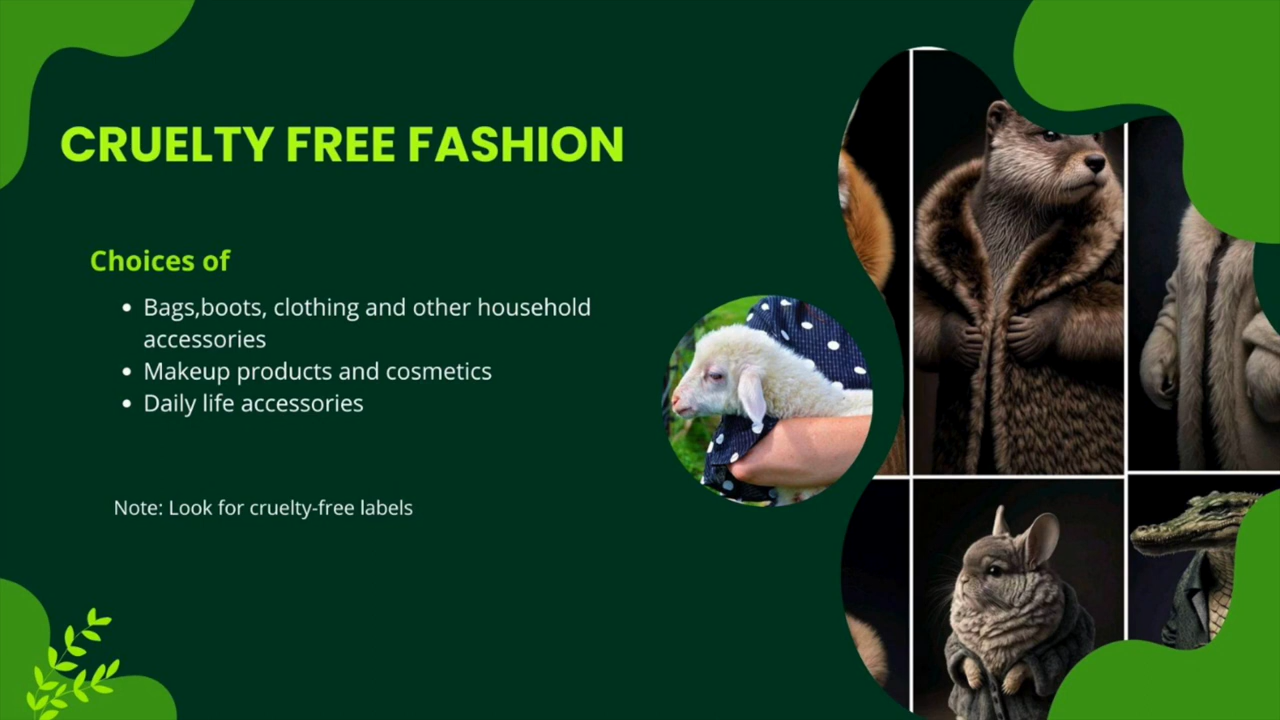 CRUELTY FREE FASHION
Choices of
• Bags,boots, clothing and other household
accessories
• Makeup products and cosmetics
• Daily life accessories
Note: Look for cruelty-free labels